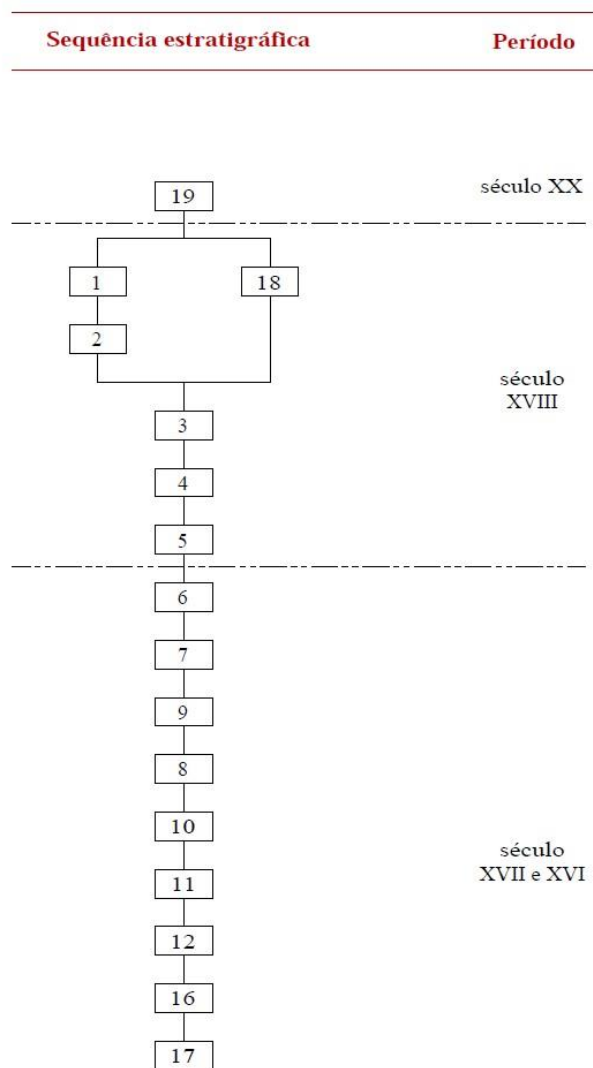 Sequência estratigráfica Período
século XX
19
1 18
2
século
XVIII
3
4
5
6
7
9
8
10
século
XVII e XVI
11
12
16
17